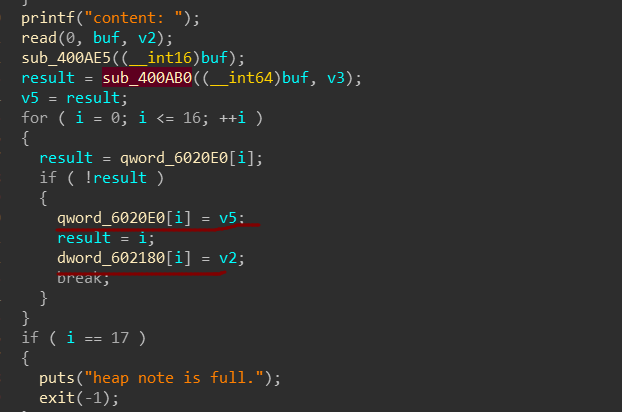 }
printf("content: ");
read(0, buf, v2);
sub_400AE5((__int16)buf);
result = sub_400AB0((__int64)buf, v3);
v5 = result;
for ( i = 0; i <= 16; ++i )
{
result = qword_6020E0[i];
if ( !result )
{
qword_6020E0[i] = v5;
result = i;
dword_602180[i] = v2;
break;
}
}
if ( i == 17 )
{
puts("heap note is full.");
exit(-1);
}